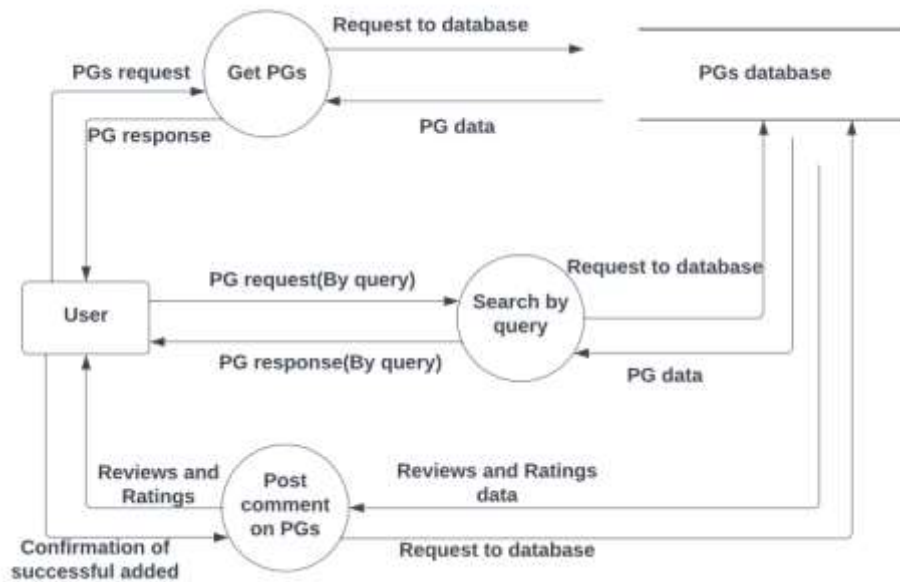 Request to database
PGs request
Get PGs
PGs database
PG response
PG data
PG request(By query)
Request to database
User
Search by
query
PG response(By query)
PG data
Reviews and
Ratings
Post
comment
on PGs
Reviews and Ratings
data
Confirmation of
successful added
Request to database